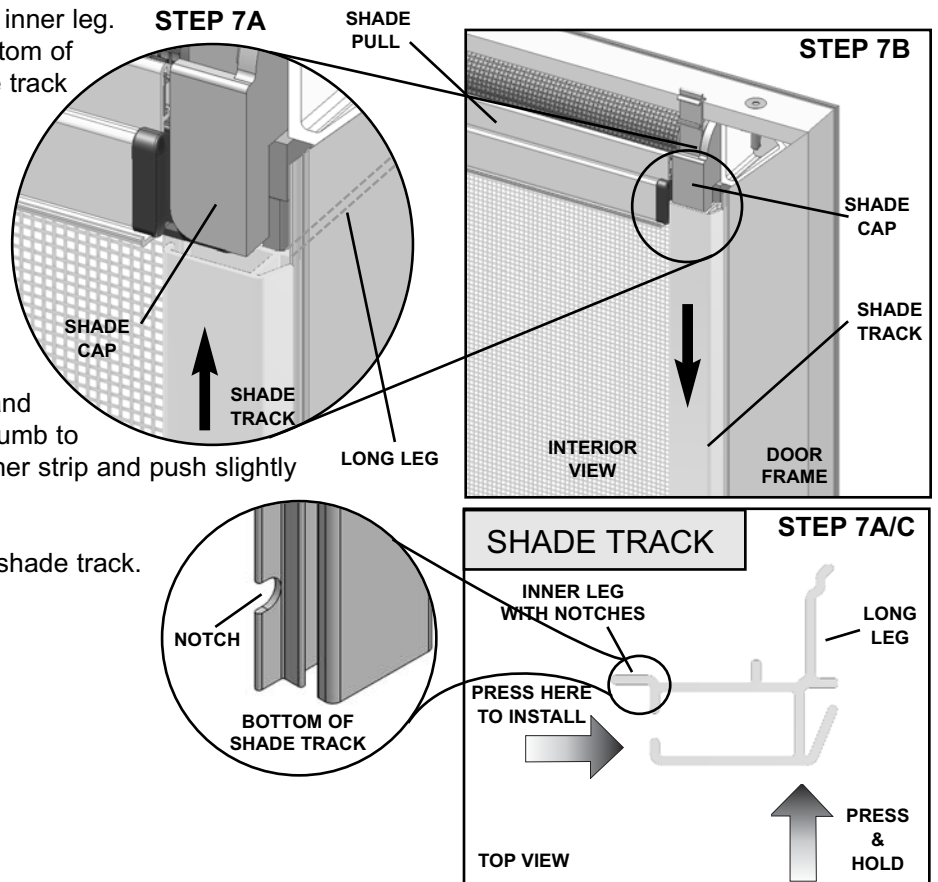 inner leg.
tom of
track
STEP 7A
SHADE
PULL
STEP 7B
SHADE
CAP
SHADE
TRACK
SHADE
CAP
SHADE
TRACK
LONG LEG
INTERIOR
VIEW
DOOR
FRAME
and
umb to
ner strip and push slightly
shade track.
NOTCH
BOTTOM OF
SHADE TRACK
SHADE TRACK
STEP 7A/C
INNER LEG
WITH NOTCHES
LONG
LEG
PRESS HERE
TO INSTALL
PRESS
&
HOLD
TOP VIEW